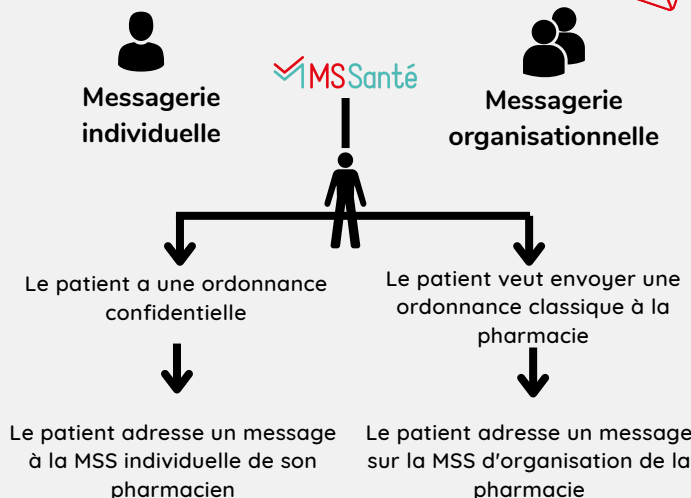 MSSanté
Messagerie
individuelle
Messagerie
organisationnelle
Le patient a une ordonnance
confidentielle
Le patient veut envoyer une
ordonnance classique à la
pharmacie
Le patient adresse un message
à la MSS individuelle de son
pharmacien
Le patient adresse un message
sur la MSS d'organisation de la
pharmacie